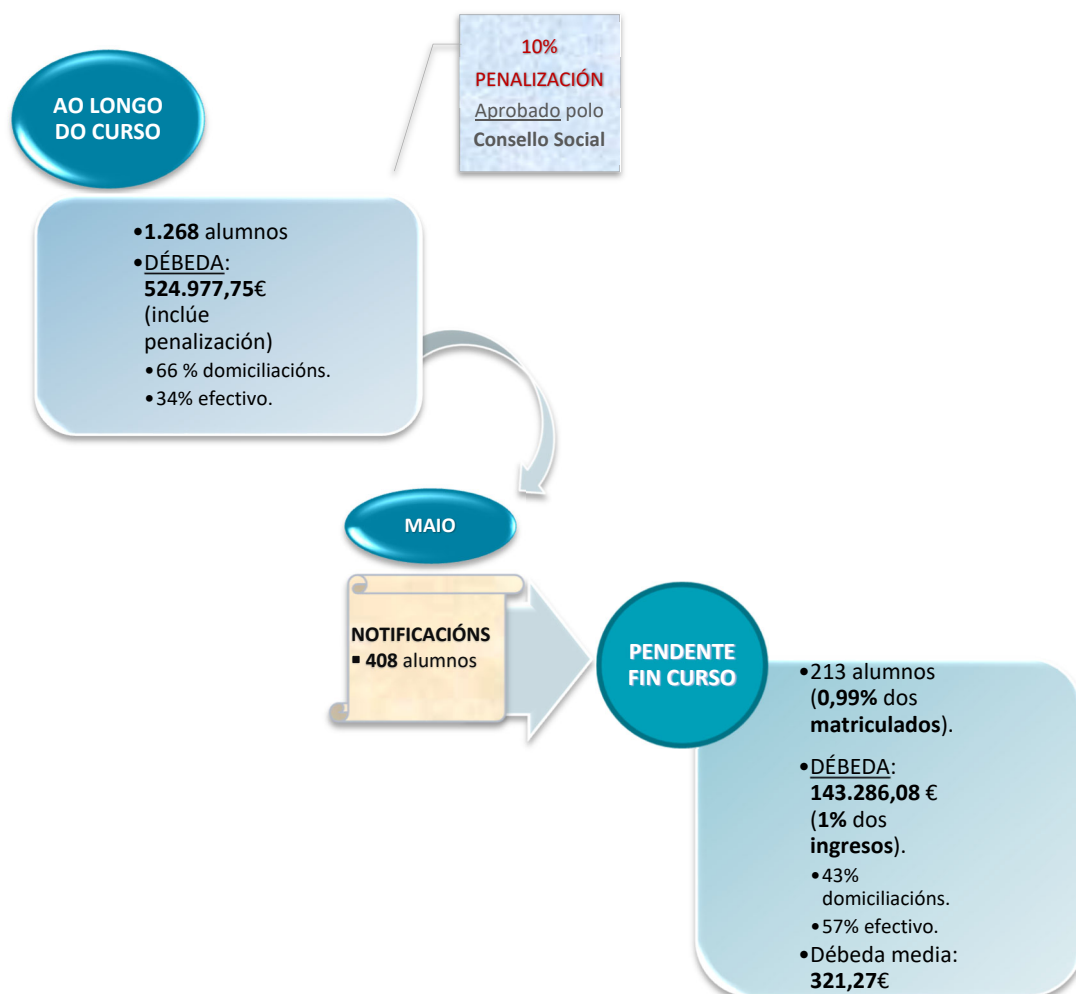 10%
PENALIZACIÓN
Aprobado polo
Consello Social
AO LONGO
DO CURSO
•1.268 alumnos
•DÉBEDA:
524.977,75€
(inclúe
penalización)
•66 % domiciliacións.
•34% efectivo.
MAIO
NOTIFICACIÓNS
▪ 408 alumnos
PENDENTE
FIN CURSO
•213 alumnos
(0,99% dos
matriculados).
•DÉBEDA:
143.286,08 €
(1% dos
ingresos).
•43%
domiciliacións.
•57% efectivo.
•Débeda media:
321,27€